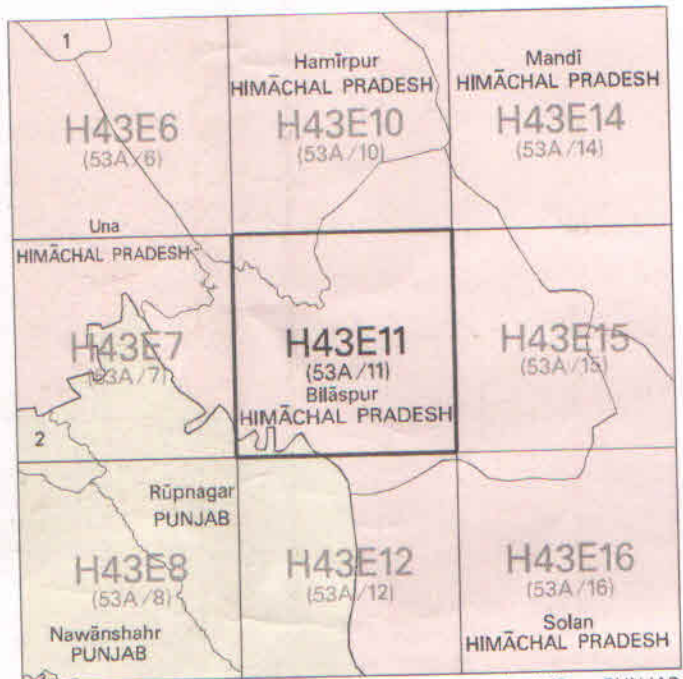 1
H43E6
(53A/6)
Hamīrpur
HIMĀCHAL PRADESH
H43E10
(53A/10)
Mandī
HIMĀCHAL PRADESH
H43E14
(53A/14)
Una
HIMĀCHAL PRADESH
H43E7
(53A/7)
2
H43E11
(53A/11)
Bilāspur
HIMĀCHAL PRADESH
H43E15
(53A/15)
Rūpnagar
PUNJAB
H43E8
(53A/8)
Nawānshahr
PUNJAB
H43E12
(53A/12)
H43E16
(53A/16)
Solan
HIMĀCHAL PRADESH